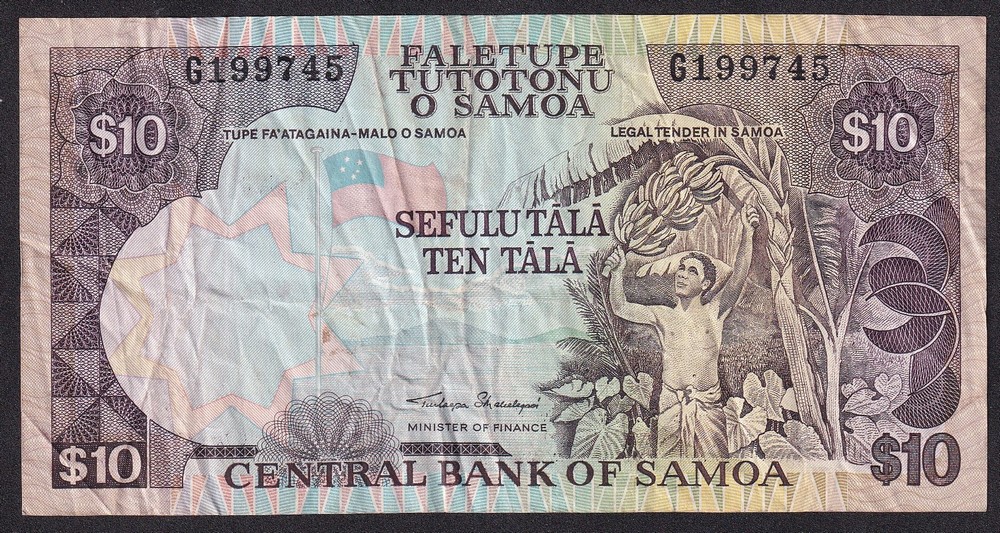 G199745
G199745
FALETUPE
TUTOTONU
O SAMOA
$10
$10
TUPE FA'ATAGAINA-MALO O SAMOA
LEGAL TENDER IN SAMOA
SEFULU TĀLĀ
TEN TĀLĀ
MINISTER OF FINANCE
$10
$10
CENTRAL BANK OF SAMOA